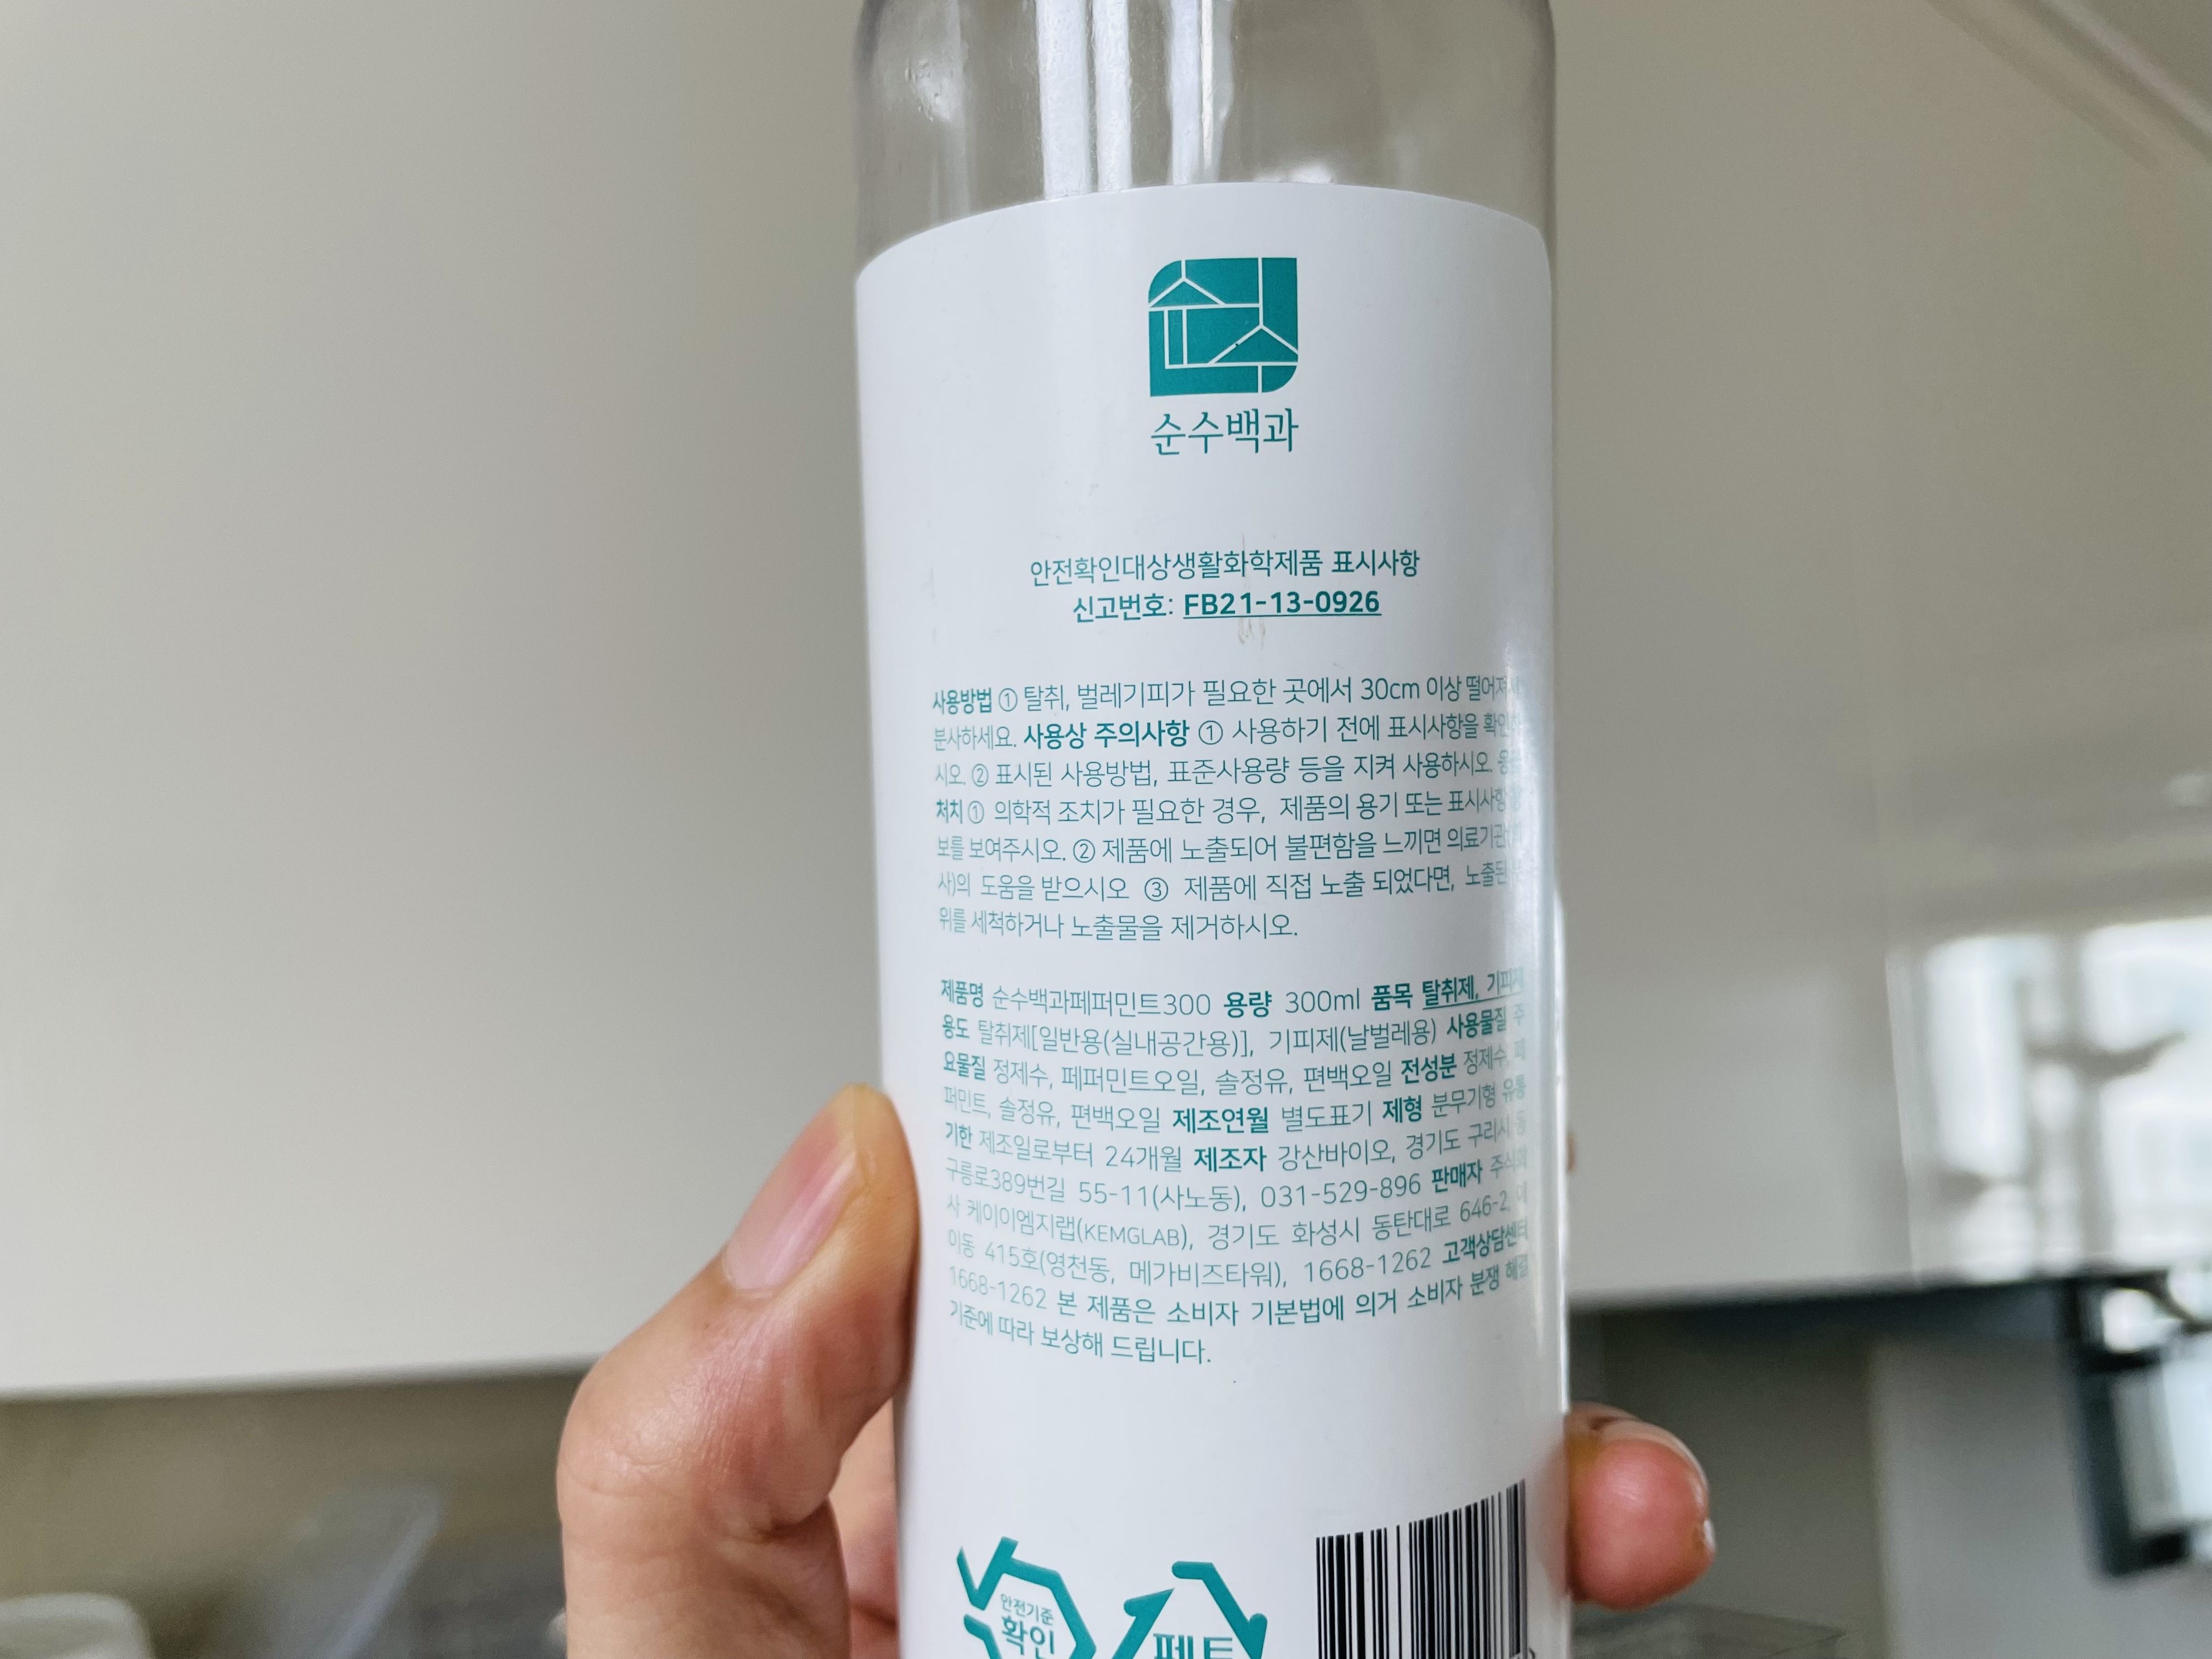 순수백과
안전확인대상생활화학제품 표시사항
신고번호: FB21-13-0926
사용방법 ① 탈취, 벌레기피가 필요한 곳에서 30cm 이상 떨어져서
분사하세요. 사용상 주의사항 ① 사용하기 전에 표시사항을 확인하
시오. ② 표시된 사용방법, 표준사용량 등을 지켜 사용하시오. 응급
처치 ① 의학적 조치가 필요한 경우, 제품의 용기 또는 표시사항
보를 보여주시오. ② 제품에 노출되어 불편함을 느끼면 의료기관
사)의 도움을 받으시오 ③ 제품에 직접 노출 되었다면, 노출된 부
위를 세척하거나 노출물을 제거하시오.
제품명 순수백과페퍼민트300 용량 300ml 품목 탈취제, 기피제
용도 탈취제[일반용(실내공간용)], 기피제(날벌레용) 사용물질 주
요물질 정제수, 페퍼민트오일, 솔정유, 편백오일 전성분 정제수, 페
퍼민트, 솔정유, 편백오일 제조연월 별도표기 제형 분무기형 유통
기한 제조일로부터 24개월 제조자 강산바이오, 경기도 구리시 동
구릉로389번길 55-11(사노동), 031-529-896 판매자 주식회
사 케이이엠지랩(KEMGLAB), 경기도 화성시 동탄대로 646-2,
이동 415호(영천동, 메가비즈타워), 1668-1262 고객상담센터
1668-1262 본 제품은 소비자 기본법에 의거 소비자 분쟁 해결
기준에 따라 보상해 드립니다.
안전기준
확인
페트